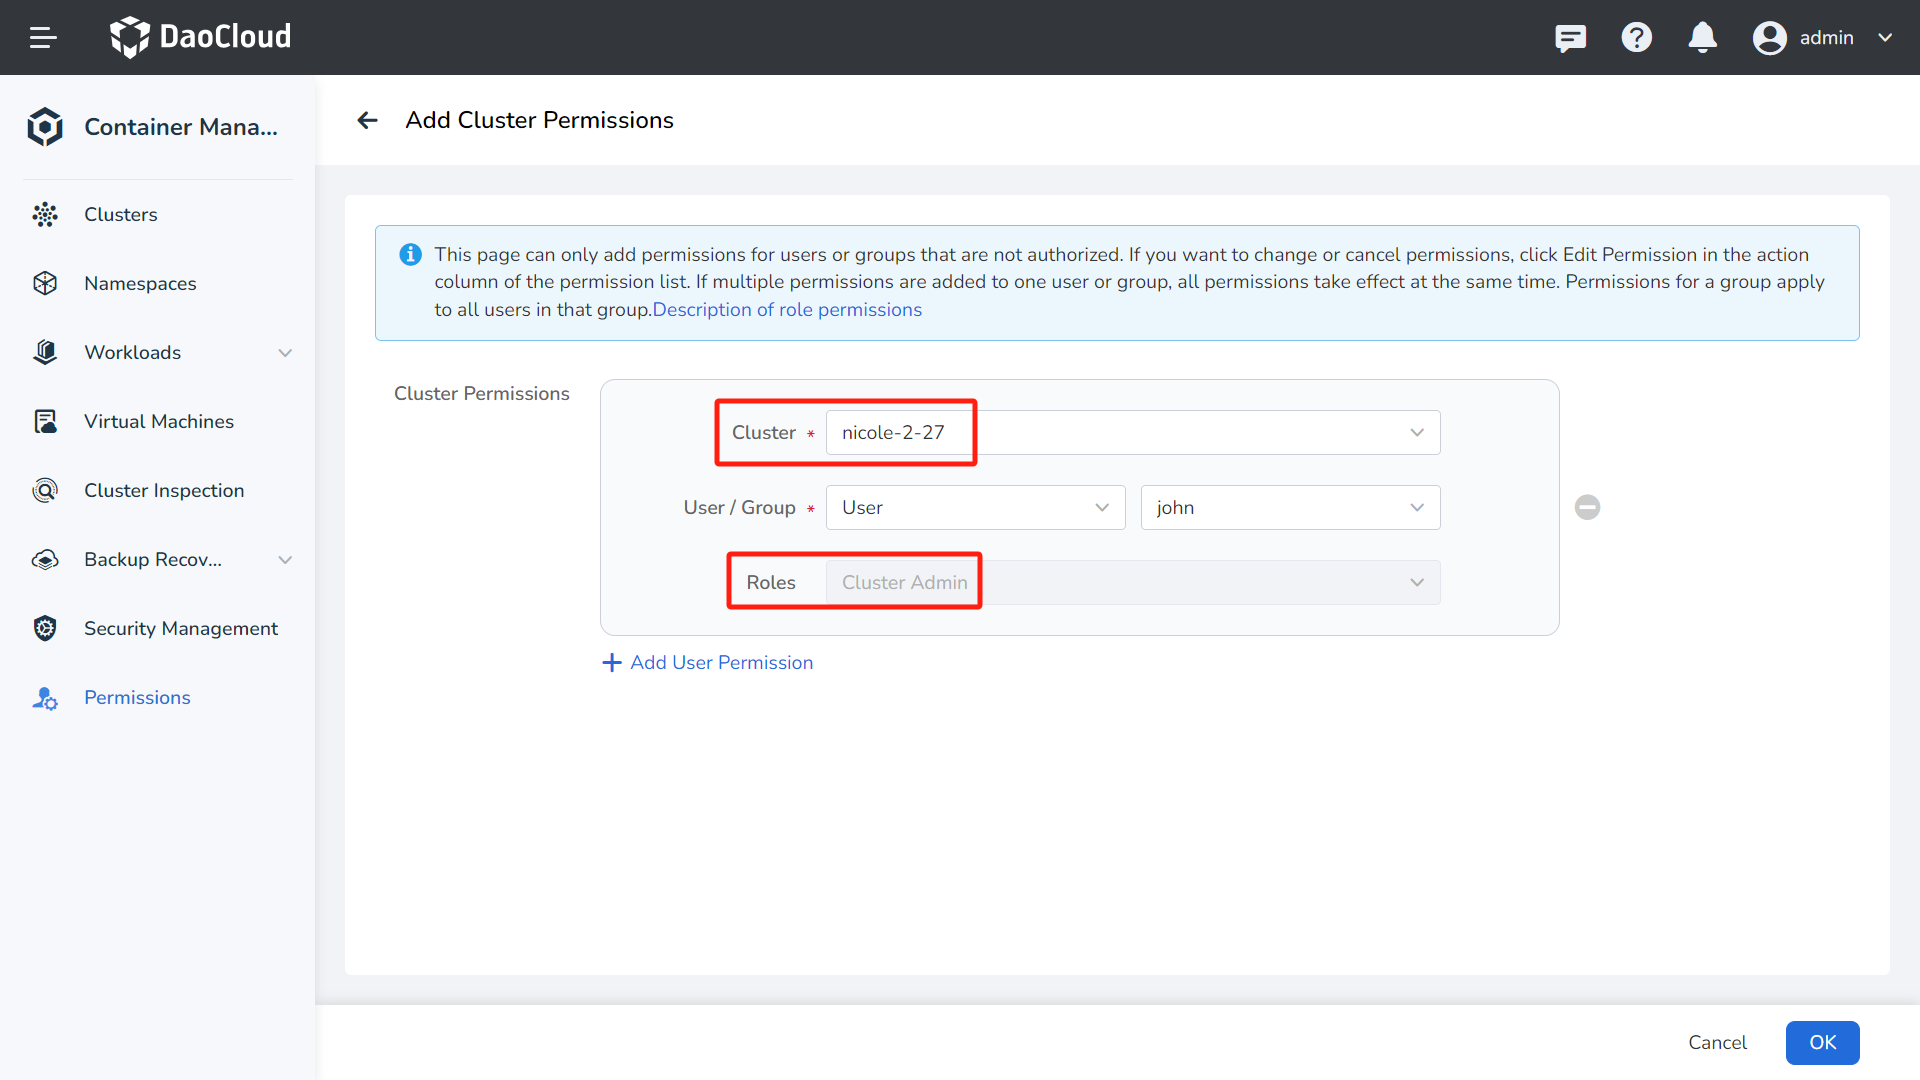 DaoCloud
admin
Container Mana...
Clusters
Namespaces
Workloads
Virtual Machines
Cluster Inspection
Backup Recov...
Security Management
Permissions
Add Cluster Permissions
This page can only add permissions for users or groups that are not authorized. If you want to change or cancel permissions, click Edit Permission in the action
column of the permission list. If multiple permissions are added to one user or group, all permissions take effect at the same time. Permissions for a group apply
to all users in that group.Description of role permissions
Cluster Permissions
Cluster * nicole-2-27
User / Group * User john
Roles Cluster Admin
+ Add User Permission
Cancel OK